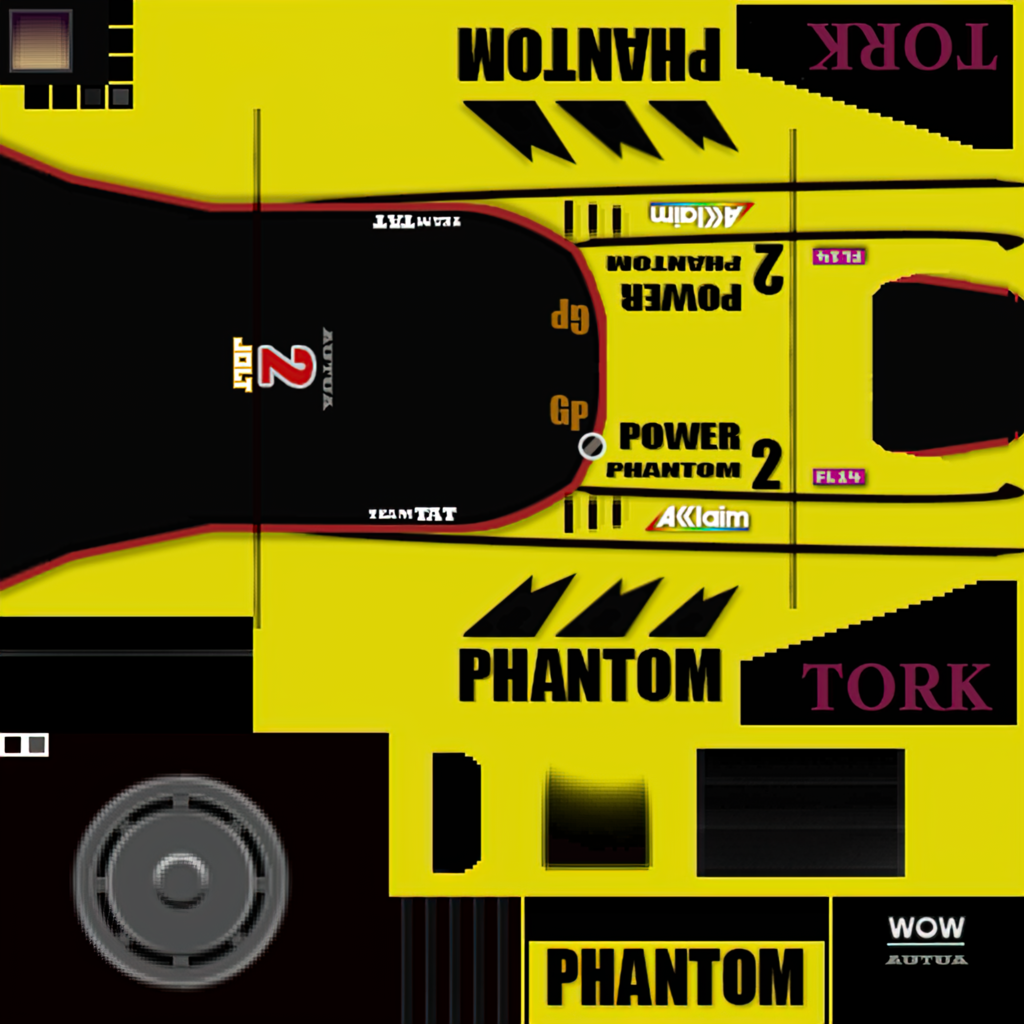 PHANTOM
TORK
TEAM TAT
Acclaim
PHANTOM
2
POWER
FL14
GP
JOLT
2
AUTUA
GP
POWER
PHANTOM
2
FL14
TEAM TAT
Acclaim
PHANTOM
TORK
WOW
AUTUA
PHANTOM